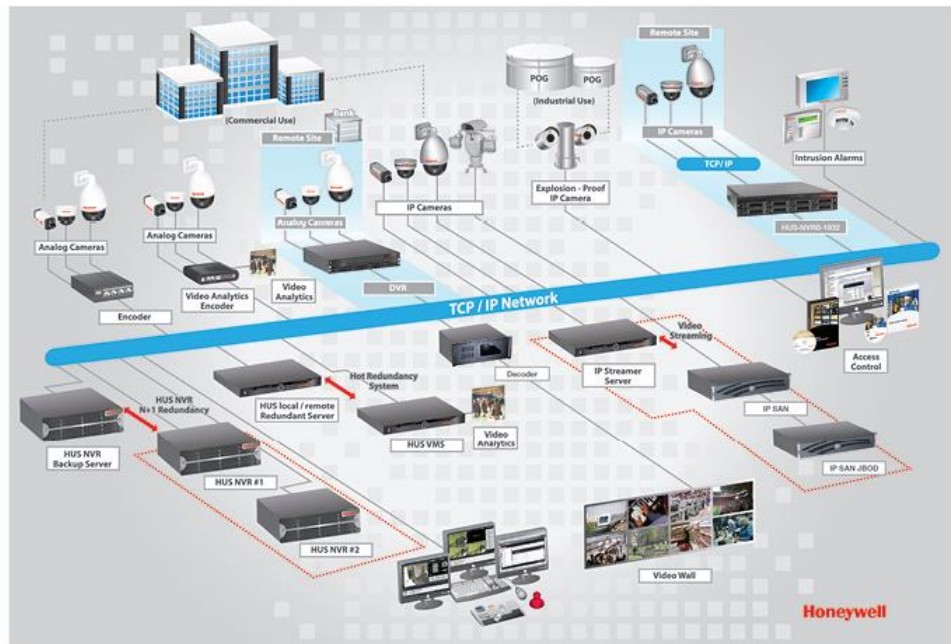 (Commercial Use)
Bank
Remote Site
Analog Cameras
Analog Cameras
Analog Cameras
Encoder
Video Analytics
Encoder
Video
Analytics
DVR
IP Cameras
POG
POG
(Industrial Use)
Explosion - Proof
IP Camera
Remote Site
IP Cameras
TCP/ IP
HUS-NVR0-1032
Intrusion Alarms
TCP / IP Network
Access
Control
HUS NVR
N+1 Redundancy
HUS NVR
Backup Server
HUS NVR #1
HUS NVR #2
HUS local / remote
Redundant Server
Hot Redundancy
System
HUS VMS
Video
Analytics
Decoder
IP Streamer
Server
Video
Streaming
IP SAN
IP SAN JBOD
Video Wall
Honeywell